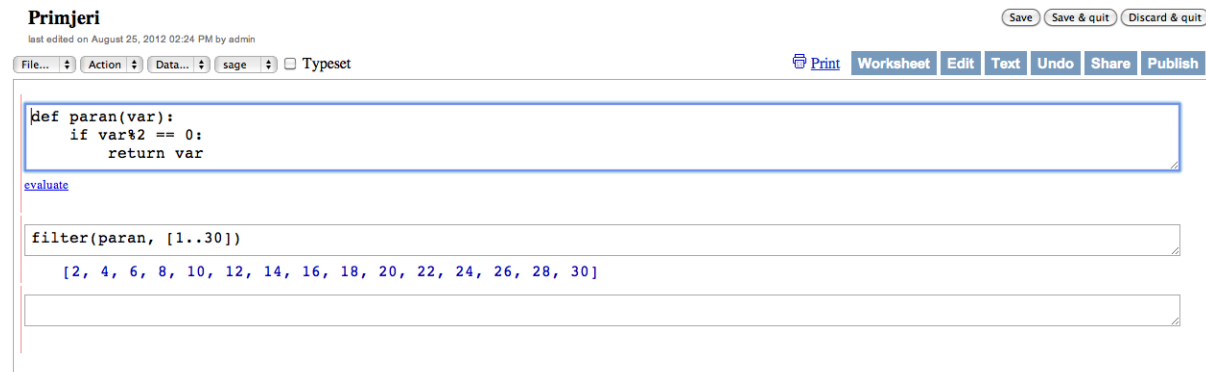 Primjeri
Save Save & quit Discard & quit
last edited on August 25, 2012 02:24 PM by admin
File... Action Data... sage Typeset Print Worksheet Edit Text Undo Share Publish
def paran(var):
    if var%2 == 0:
        return var
evaluate
filter(paran, [1..30])
[2, 4, 6, 8, 10, 12, 14, 16, 18, 20, 22, 24, 26, 28, 30]